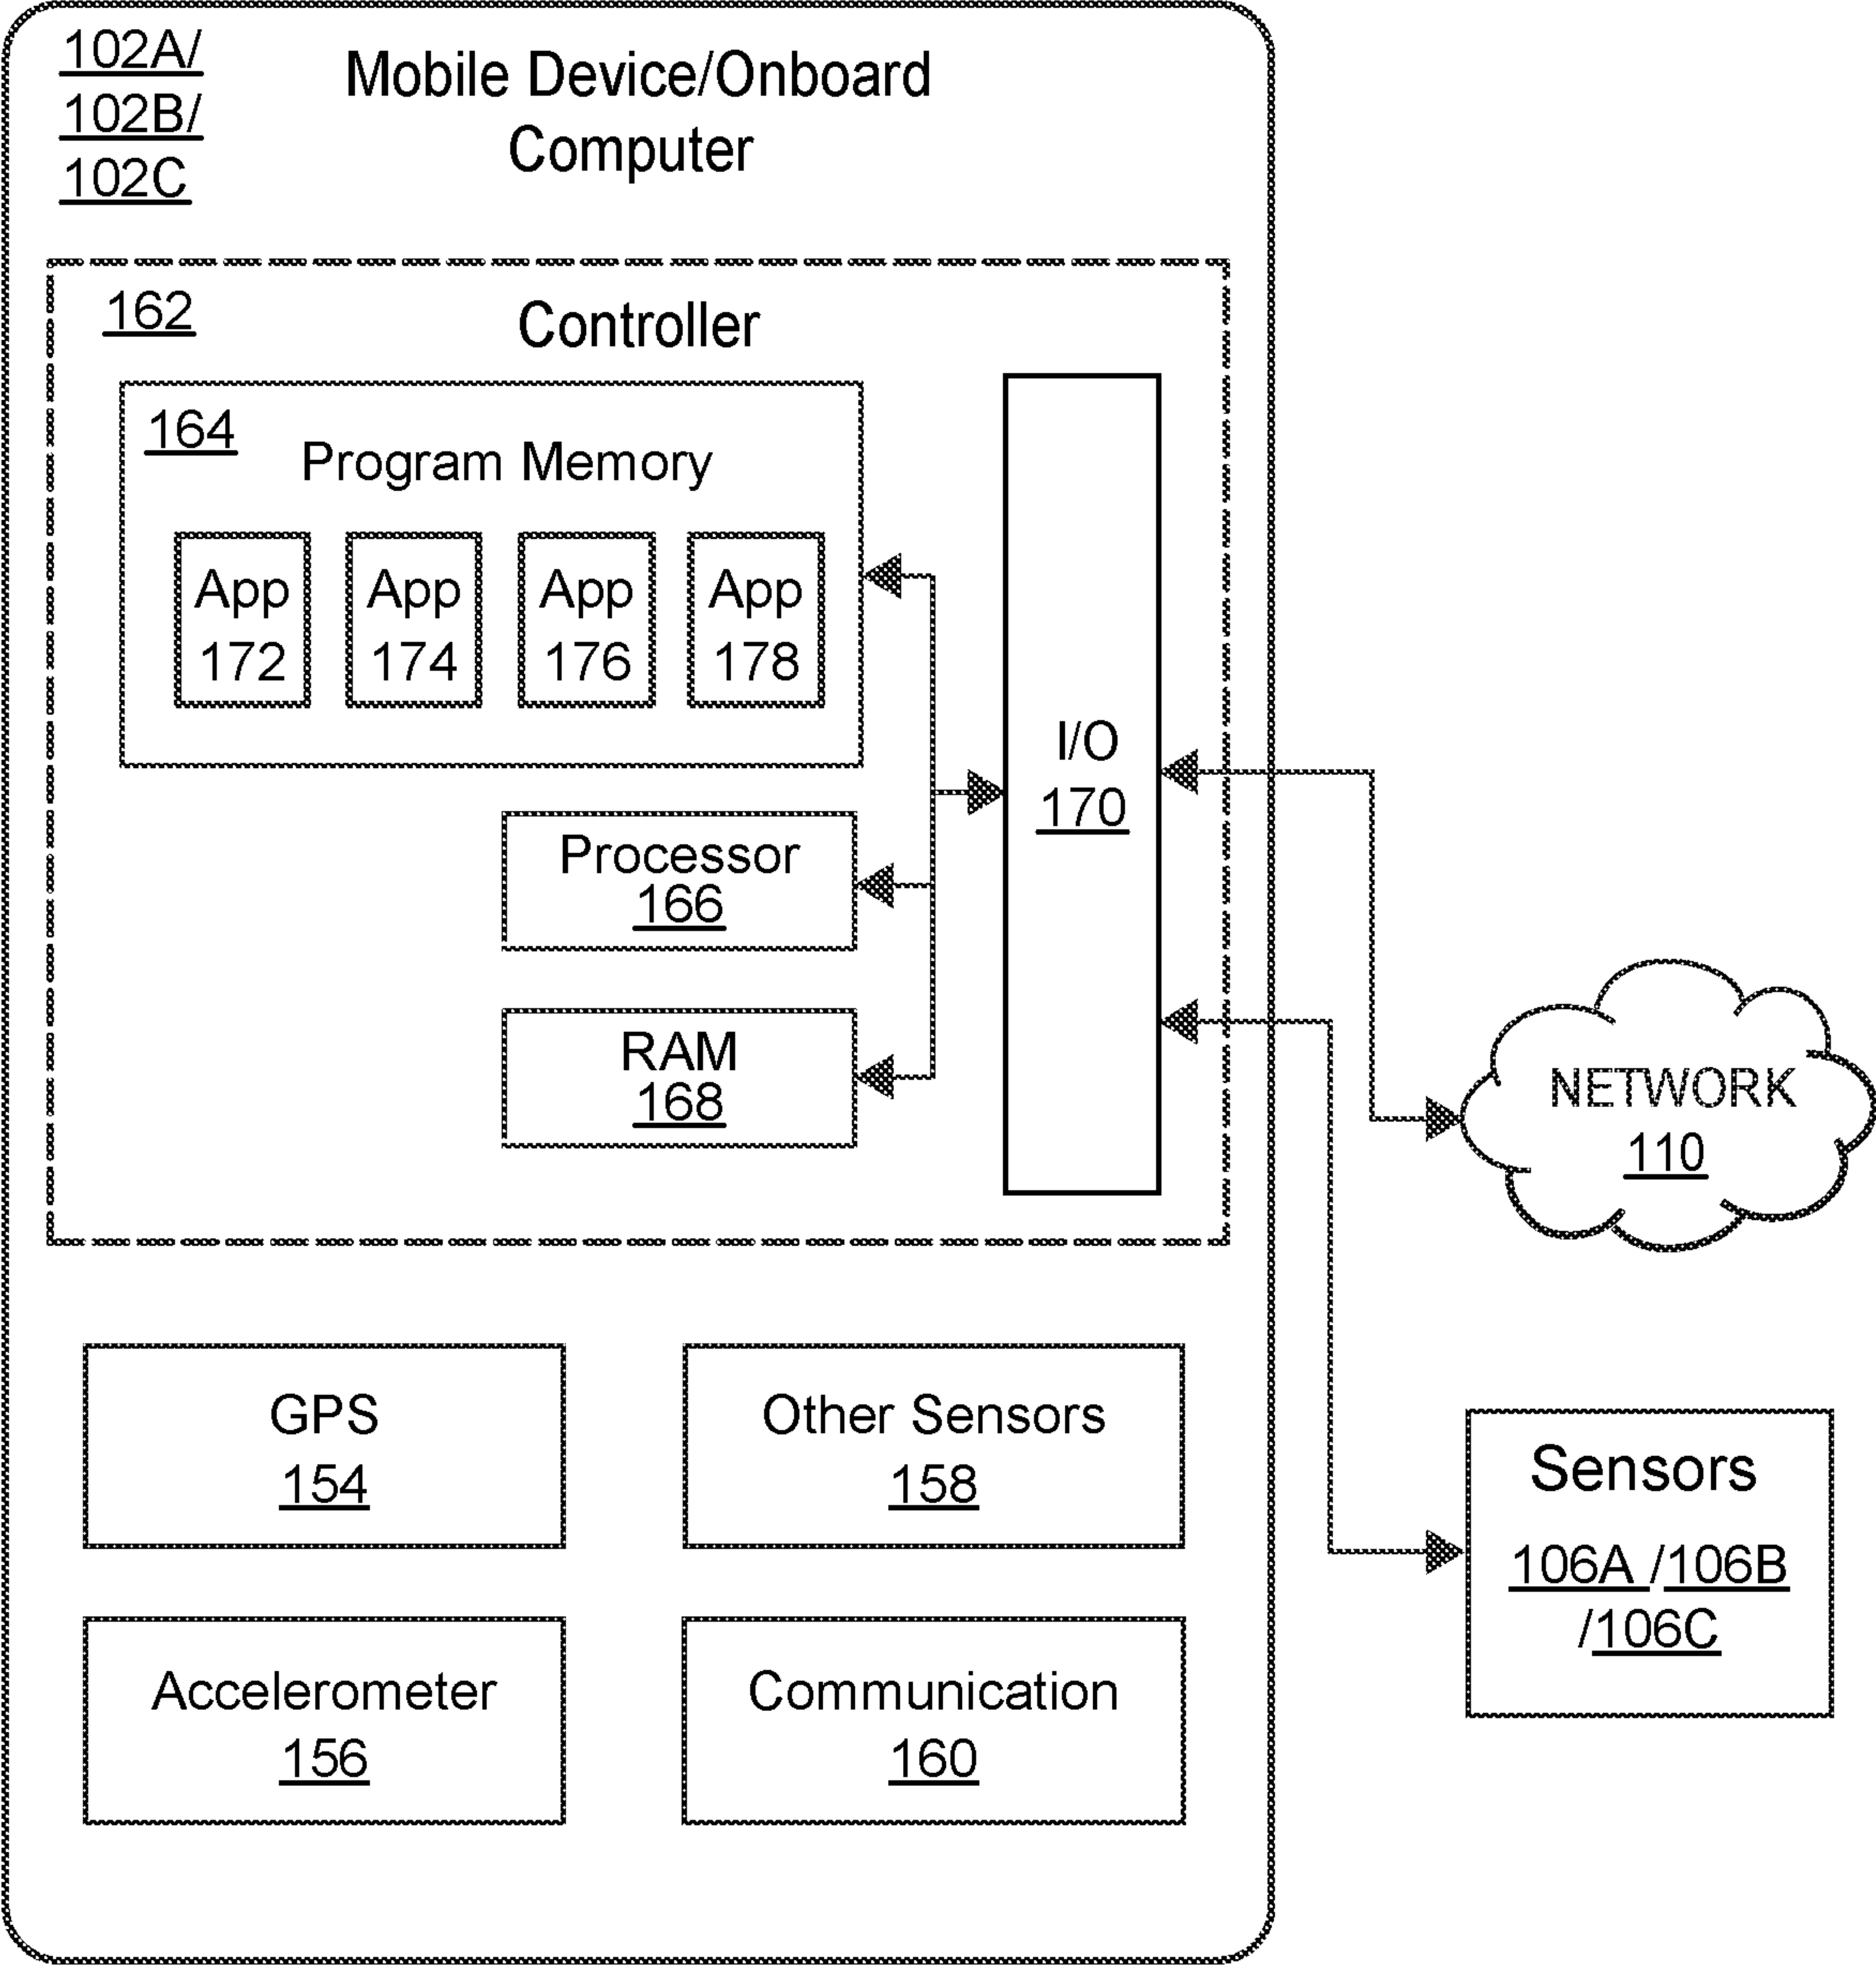 102A/
102B/
102C
Mobile Device/Onboard
Computer
162
Controller
164
Program Memory
App
172
App
174
App
176
App
178
I/O
170
Processor
166
RAM
168
NETWORK
110
GPS
154
Other Sensors
158
Sensors
106A /106B
/106C
Accelerometer
156
Communication
160